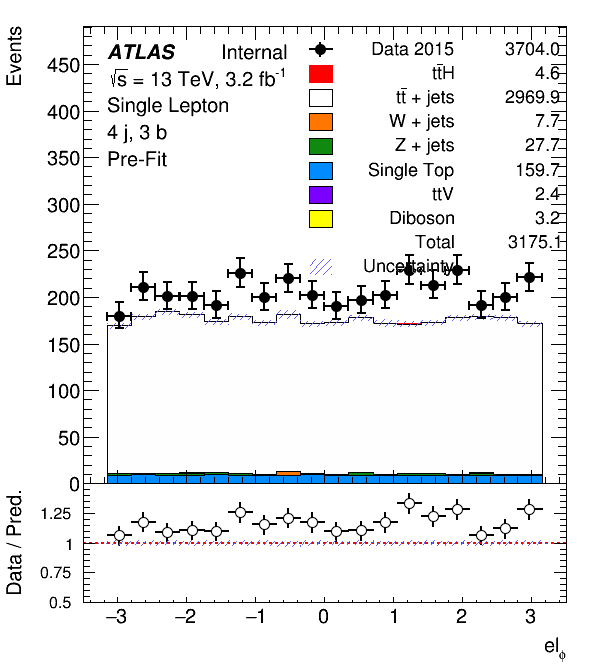 Events
ATLAS Internal
√s = 13 TeV, 3.2 fb⁻¹
Single Lepton
4 j, 3 b
Pre-Fit
Data 2015 3704.0
tt̄H 4.6
tt̄ + jets 2969.9
W + jets 7.7
Z + jets 27.7
Single Top 159.7
ttV 2.4
Diboson 3.2
Total 3175.1
Uncertainty
450
400
350
300
250
200
150
100
50
0
Data / Pred.
1.25
1
0.75
0.5
−3 −2 −1 0 1 2 3
el_ϕ